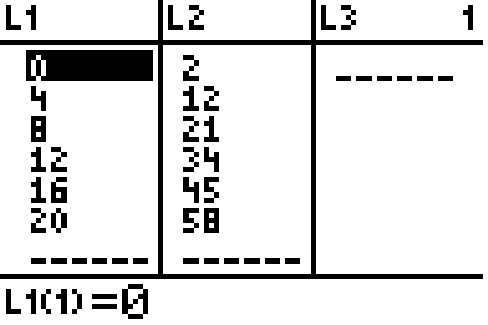 L1 L2 L3 1
0 2 ------
4 12
8 21
12 34
16 45
20 58
------ ------
L1(1)=0